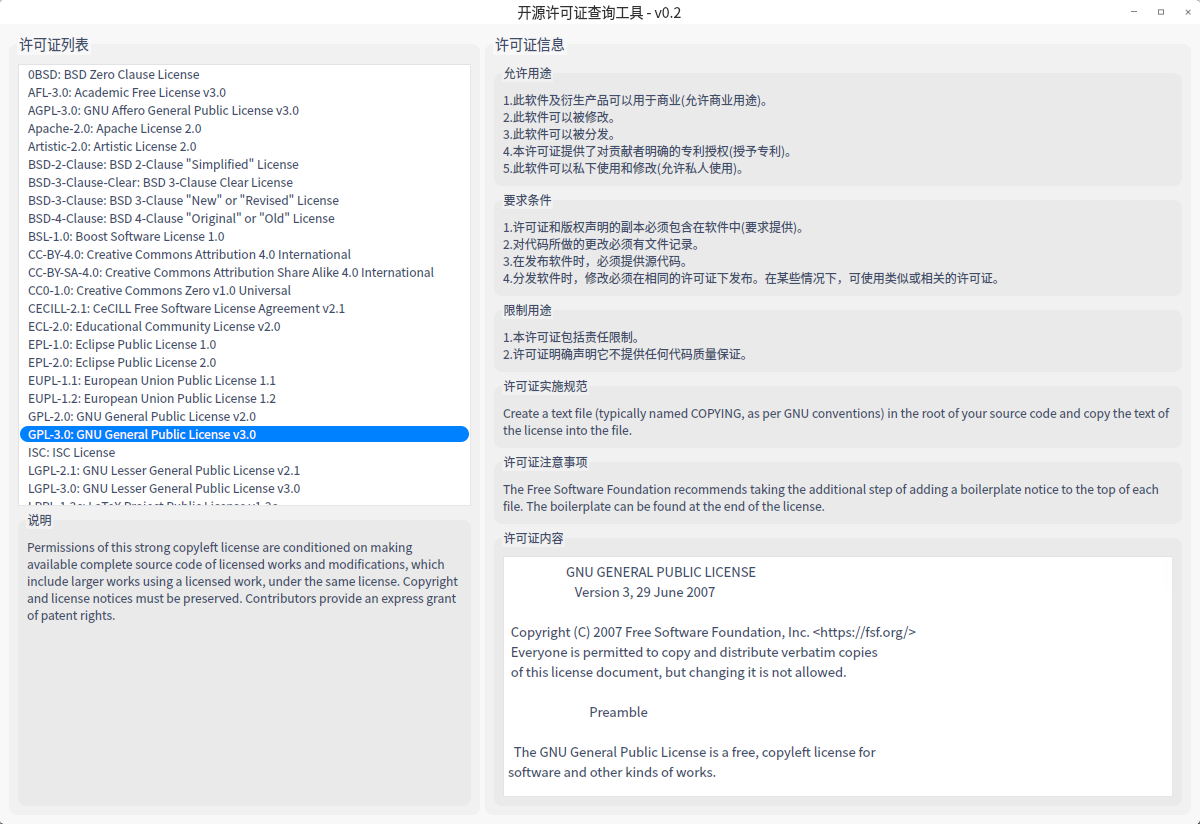 开源许可证查询工具 - v0.2
许可证列表
0BSD: BSD Zero Clause License
AFL-3.0: Academic Free License v3.0
AGPL-3.0: GNU Affero General Public License v3.0
Apache-2.0: Apache License 2.0
Artistic-2.0: Artistic License 2.0
BSD-2-Clause: BSD 2-Clause "Simplified" License
BSD-3-Clause-Clear: BSD 3-Clause Clear License
BSD-3-Clause: BSD 3-Clause "New" or "Revised" License
BSD-4-Clause: BSD 4-Clause "Original" or "Old" License
BSL-1.0: Boost Software License 1.0
CC-BY-4.0: Creative Commons Attribution 4.0 International
CC-BY-SA-4.0: Creative Commons Attribution Share Alike 4.0 International
CC0-1.0: Creative Commons Zero v1.0 Universal
CECILL-2.1: CeCILL Free Software License Agreement v2.1
ECL-2.0: Educational Community License v2.0
EPL-1.0: Eclipse Public License 1.0
EPL-2.0: Eclipse Public License 2.0
EUPL-1.1: European Union Public License 1.1
EUPL-1.2: European Union Public License 1.2
GPL-2.0: GNU General Public License v2.0
GPL-3.0: GNU General Public License v3.0
ISC: ISC License
LGPL-2.1: GNU Lesser General Public License v2.1
LGPL-3.0: GNU Lesser General Public License v3.0
LPPL-1.3c: LaTeX Project Public License v1.3c
说明
Permissions of this strong copyleft license are conditioned on making
available complete source code of licensed works and modifications, which
include larger works using a licensed work, under the same license. Copyright
and license notices must be preserved. Contributors provide an express grant
of patent rights.
许可证信息
允许用途
1.此软件及衍生产品可以用于商业(允许商业用途)。
2.此软件可以被修改。
3.此软件可以被分发。
4.本许可证提供了对贡献者明确的专利授权(授予专利)。
5.此软件可以私下使用和修改(允许私人使用)。
要求条件
1.许可证和版权声明的副本必须包含在软件中(要求提供)。
2.对代码所做的更改必须有文件记录。
3.在发布软件时，必须提供源代码。
4.分发软件时，修改必须在相同的许可证下发布。在某些情况下，可使用类似或相关的许可证。
限制用途
1.本许可证包括责任限制。
2.许可证明确声明它不提供任何代码质量保证。
许可证实施规范
Create a text file (typically named COPYING, as per GNU conventions) in the root of your source code and copy the text of
the license into the file.
许可证注意事项
The Free Software Foundation recommends taking the additional step of adding a boilerplate notice to the top of each
file. The boilerplate can be found at the end of the license.
许可证内容
GNU GENERAL PUBLIC LICENSE
Version 3, 29 June 2007
Copyright (C) 2007 Free Software Foundation, Inc. <https://fsf.org/>
Everyone is permitted to copy and distribute verbatim copies
of this license document, but changing it is not allowed.
Preamble
The GNU General Public License is a free, copyleft license for
software and other kinds of works.